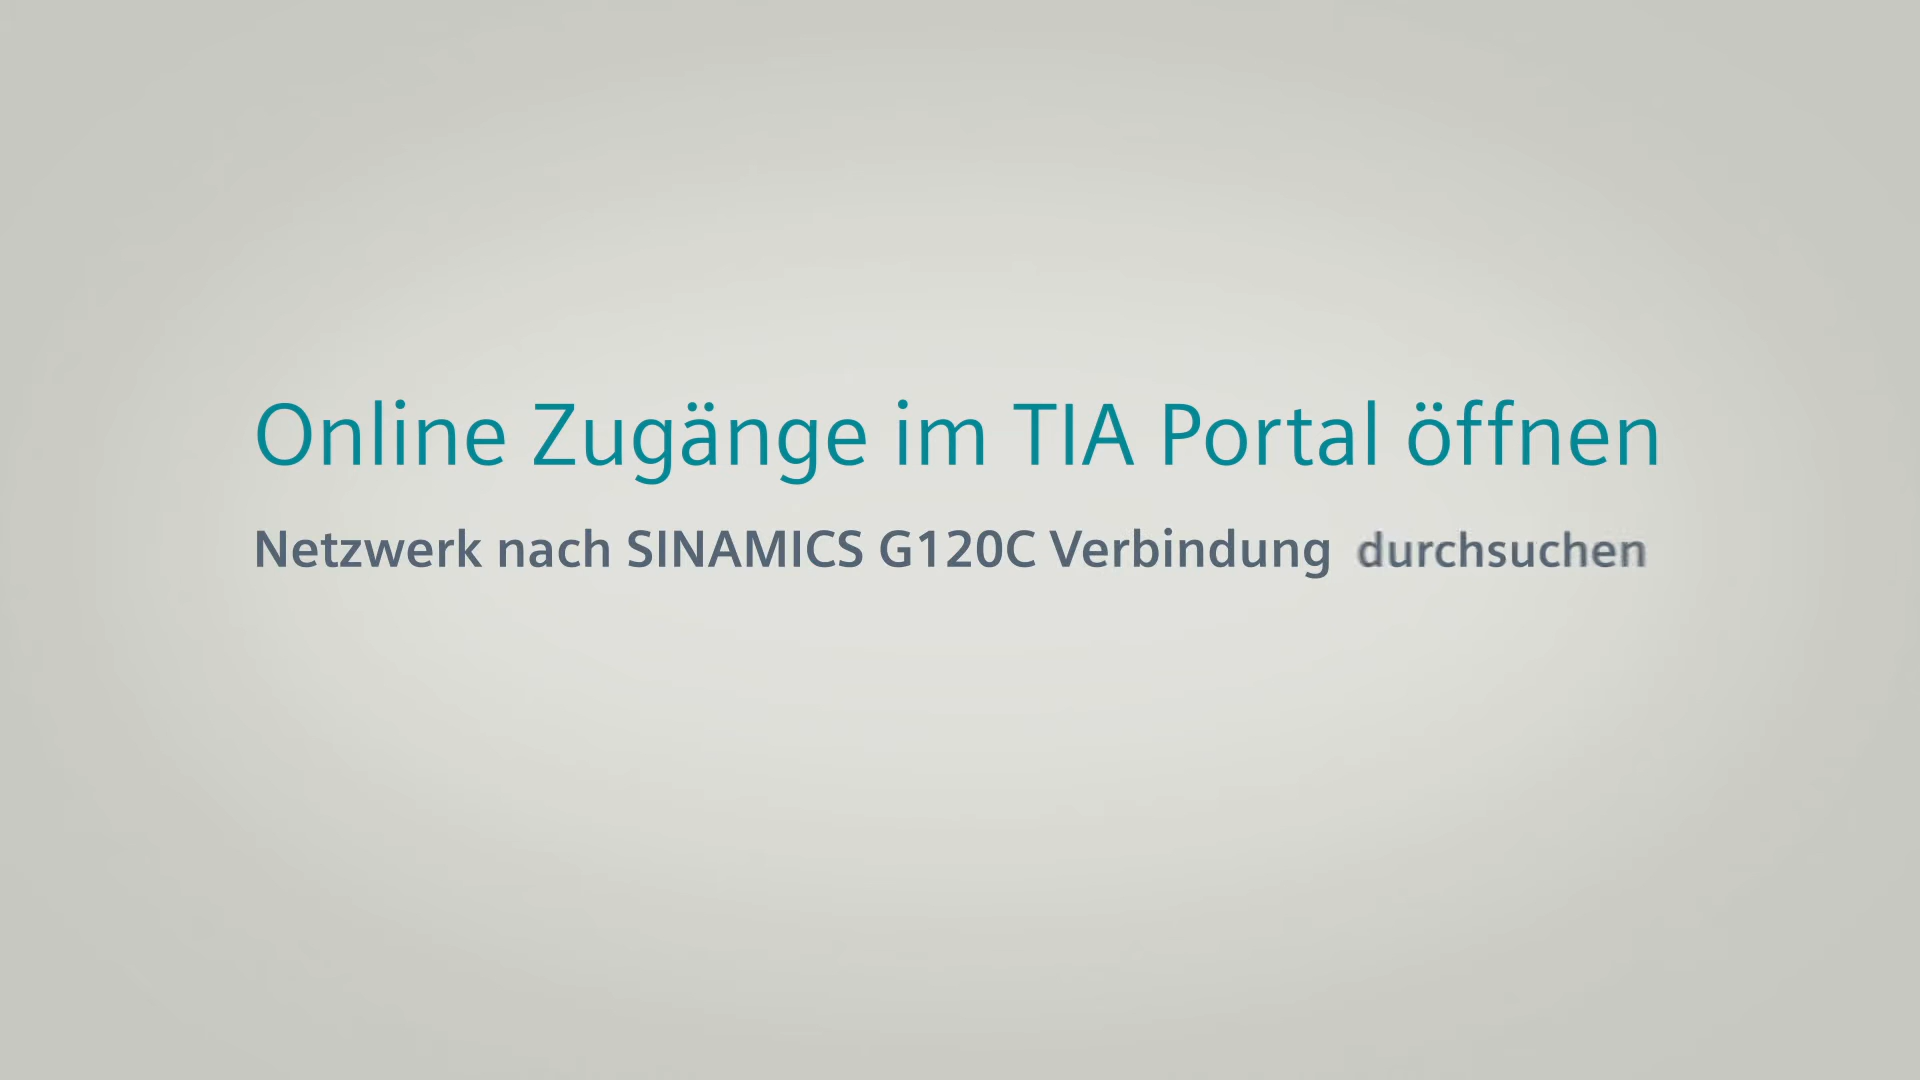 Online Zugänge im TIA Portal öffnen
Netzwerk nach SINAMICS G120C Verbindung durchsuchen